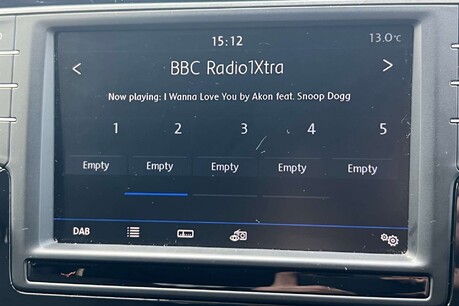 15:12 13.0°C
< BBC Radio1Xtra >
Now playing: I Wanna Love You by Akon feat. Snoop Dogg
1 2 3 4 5
Empty Empty Empty Empty Empty
DAB